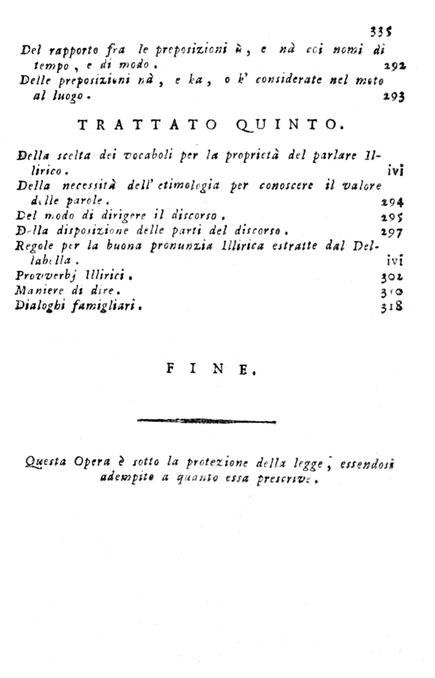 335
Del rapporto fra le preposizioni ù, e nà coi nomi di
tempo, e di modo. 292
Delle preposizioni nà, e ka, o k' considerate nel moto
al luogo. 293
TRATTATO QUINTO.
Della scelta dei vocaboli per la proprietà del parlare Il-
lirico. ivi
Della necessità dell' etimologia per conoscere il valore
delle parole. 294
Del modo di dirigere il discorso. 295
Della disposizione delle parti del discorso. 297
Regole per la buona pronunzia Illirica estratte dal Del-
labella. ivi
Provverbj Illirici. 302
Maniere di dire. 310
Dialoghi famigliari. 318
FINE.
Questa Opera è sotto la protezione della legge, essendosi
adempito a quanto essa prescrive.